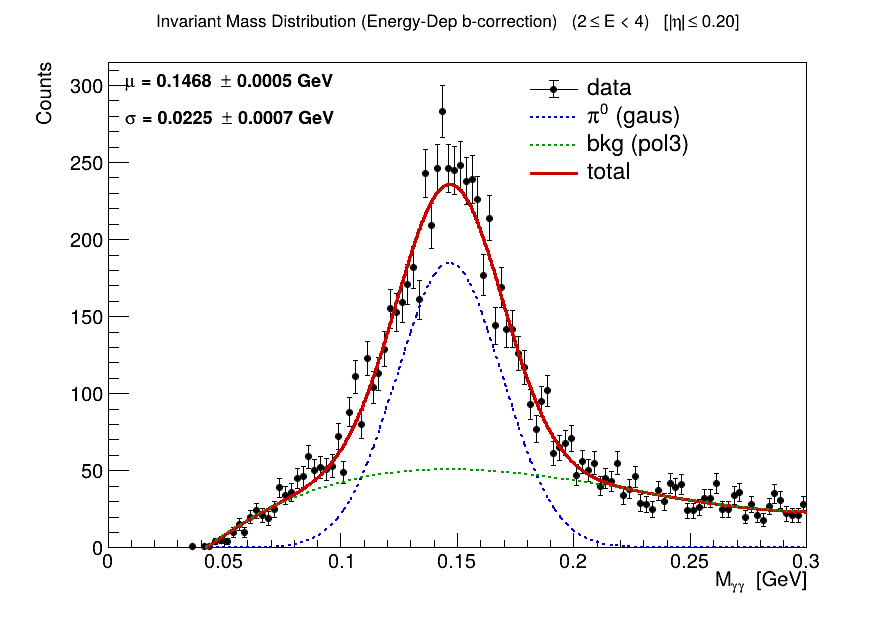 Invariant Mass Distribution (Energy-Dep b-correction) (2 ≤ E < 4) [|η| ≤ 0.20]
Counts
μ = 0.1468 ± 0.0005 GeV
σ = 0.0225 ± 0.0007 GeV
data
π⁰ (gaus)
bkg (pol3)
total
300
250
200
150
100
50
0
0 0.05 0.1 0.15 0.2 0.25 0.3
Mγγ [GeV]